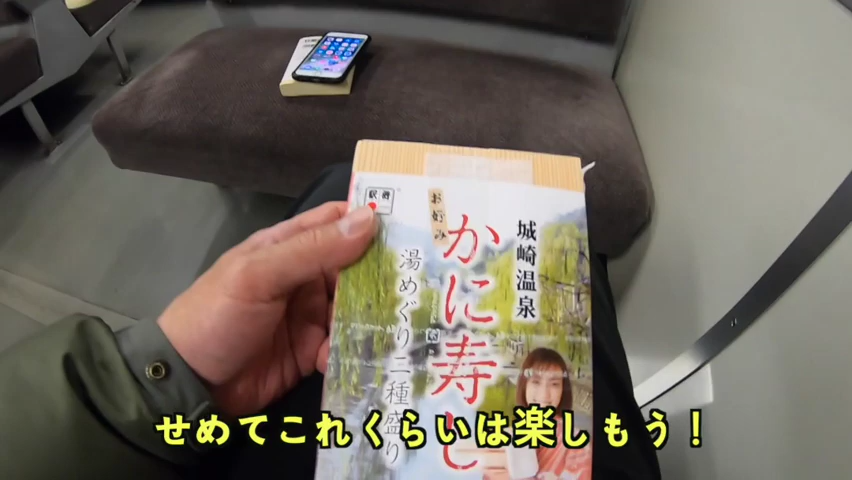 城崎温泉
お好み
かに寿し
湯めぐり二種盛り
駅弁
せめてこれくらいは楽しもう！